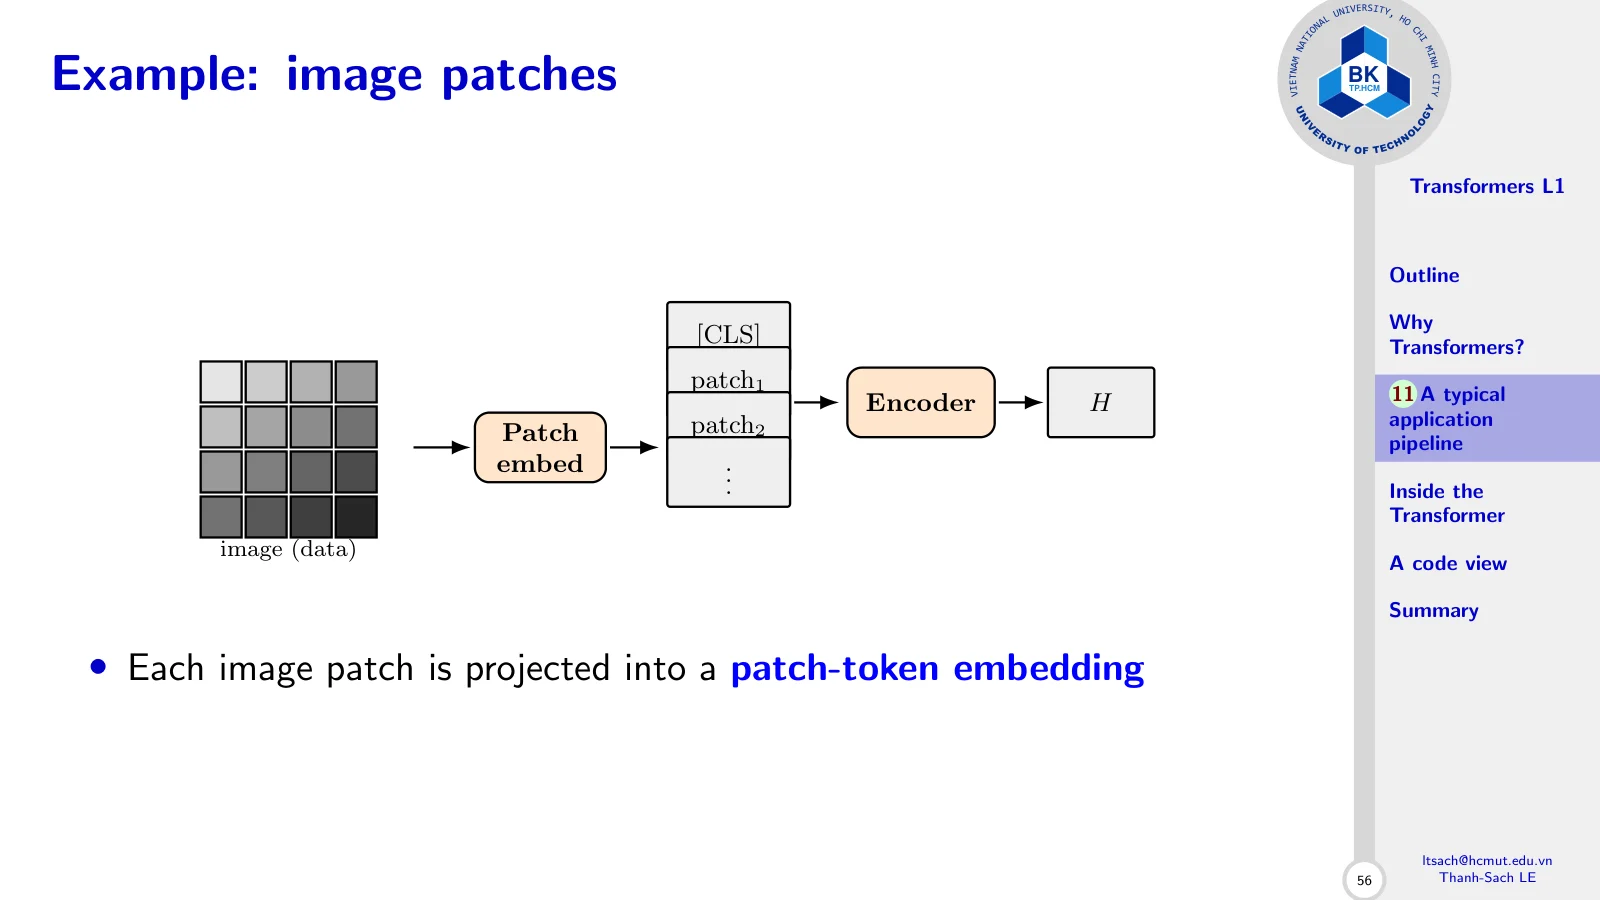 Example: image patches
image (data)
Patch
embed
[CLS]
patch₁
patch₂
⋮
Encoder
H
• Each image patch is projected into a patch-token embedding
VIETNAM NATIONAL UNIVERSITY, HO CHI MINH CITY
BK
TP.HCM
UNIVERSITY OF TECHNOLOGY
Transformers L1
Outline
Why
Transformers?
11 A typical
application
pipeline
Inside the
Transformer
A code view
Summary
ltsach@hcmut.edu.vn
Thanh-Sach LE
56